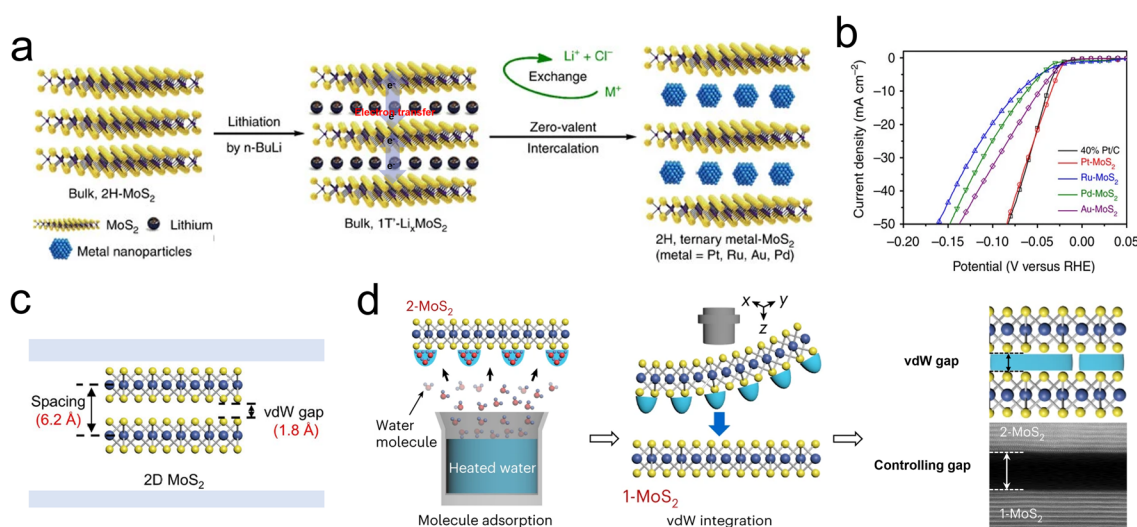 a
Li⁺ + Cl⁻
Exchange
M⁺
Lithiation
by n-BuLi
e⁻
Electron transfer
e⁻
e⁻
Zero-valent
Intercalation
Bulk, 2H-MoS₂
Bulk, 1T'-LiₓMoS₂
MoS₂
Lithium
Metal nanoparticles
2H, ternary metal-MoS₂
(metal = Pt, Ru, Au, Pd)
b
Current density (mA cm⁻²)
0
−10
−20
−30
−40
−50
40% Pt/C
Pt-MoS₂
Ru-MoS₂
Pd-MoS₂
Au-MoS₂
−0.20
−0.15
−0.10
−0.05
0.00
0.05
Potential (V versus RHE)
c
Spacing
(6.2 Å)
vdW gap
(1.8 Å)
2D MoS₂
d
2-MoS₂
Water
molecule
Heated water
Molecule adsorption
x
y
z
1-MoS₂
vdW integration
vdW gap
Controlling gap
2-MoS₂
1-MoS₂